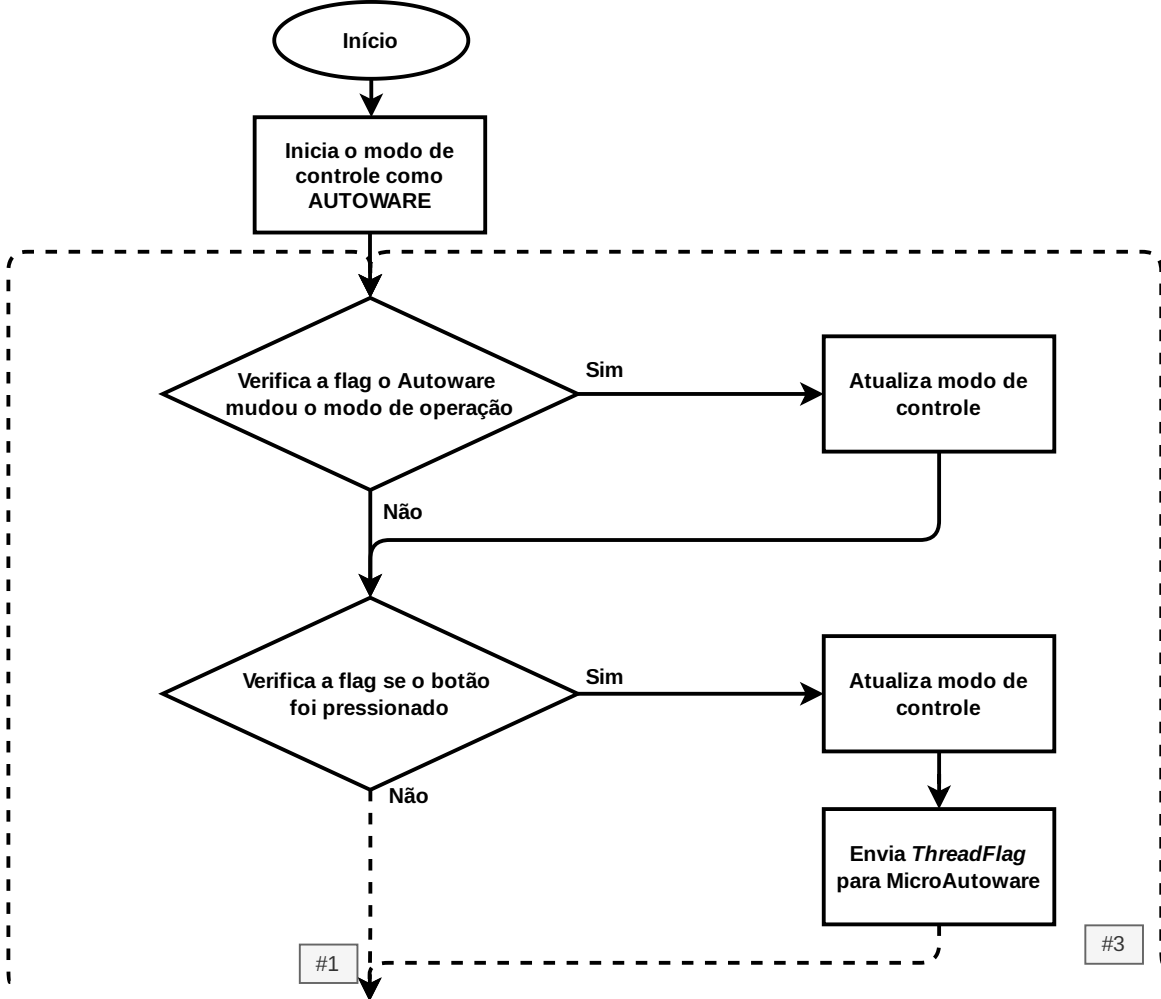 Início
Inicia o modo de
controle como
AUTOWARE
Verifica a flag o Autoware
mudou o modo de operação
Sim
Atualiza modo de
controle
Não
Verifica a flag se o botão
foi pressionado
Sim
Atualiza modo de
controle
Não
Envia ThreadFlag
para MicroAutoware
#1
#3